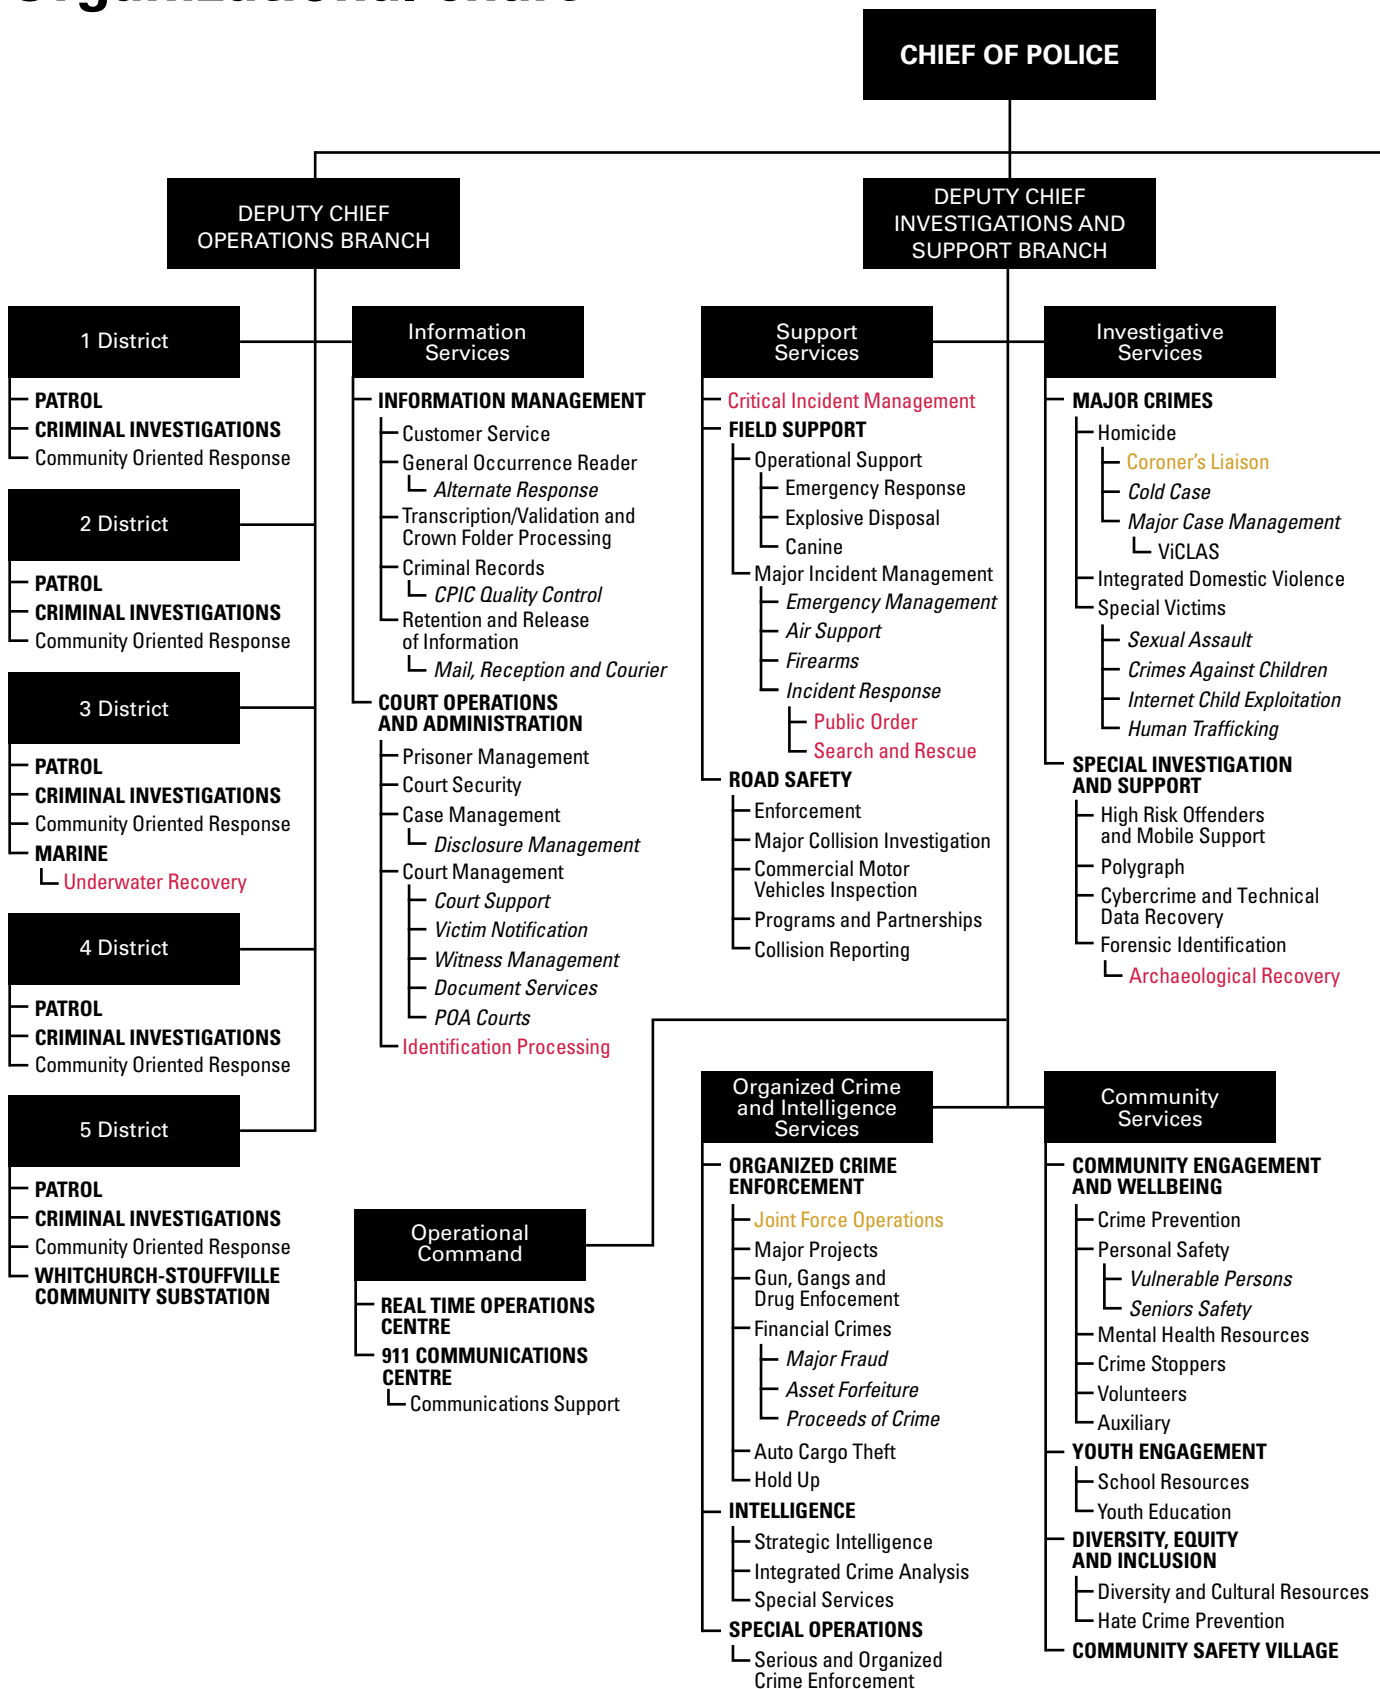 Organizational Chart
CHIEF OF POLICE
DEPUTY CHIEF
OPERATIONS BRANCH
DEPUTY CHIEF
INVESTIGATIONS AND
SUPPORT BRANCH
1 District
PATROL
CRIMINAL INVESTIGATIONS
Community Oriented Response
2 District
PATROL
CRIMINAL INVESTIGATIONS
Community Oriented Response
3 District
PATROL
CRIMINAL INVESTIGATIONS
Community Oriented Response
MARINE
Underwater Recovery
4 District
PATROL
CRIMINAL INVESTIGATIONS
Community Oriented Response
5 District
PATROL
CRIMINAL INVESTIGATIONS
Community Oriented Response
WHITCHURCH-STOUFFVILLE
COMMUNITY SUBSTATION
Information
Services
INFORMATION MANAGEMENT
Customer Service
General Occurrence Reader
Alternate Response
Transcription/Validation and
Crown Folder Processing
Criminal Records
CPIC Quality Control
Retention and Release
of Information
Mail, Reception and Courier
COURT OPERATIONS
AND ADMINISTRATION
Prisoner Management
Court Security
Case Management
Disclosure Management
Court Management
Court Support
Victim Notification
Witness Management
Document Services
POA Courts
Identification Processing
Operational
Command
REAL TIME OPERATIONS
CENTRE
911 COMMUNICATIONS
CENTRE
Communications Support
Support
Services
Critical Incident Management
FIELD SUPPORT
Operational Support
Emergency Response
Explosive Disposal
Canine
Major Incident Management
Emergency Management
Air Support
Firearms
Incident Response
Public Order
Search and Rescue
ROAD SAFETY
Enforcement
Major Collision Investigation
Commercial Motor
Vehicles Inspection
Programs and Partnerships
Collision Reporting
Investigative
Services
MAJOR CRIMES
Homicide
Coroner's Liaison
Cold Case
Major Case Management
ViCLAS
Integrated Domestic Violence
Special Victims
Sexual Assault
Crimes Against Children
Internet Child Exploitation
Human Trafficking
SPECIAL INVESTIGATION
AND SUPPORT
High Risk Offenders
and Mobile Support
Polygraph
Cybercrime and Technical
Data Recovery
Forensic Identification
Archaeological Recovery
Organized Crime
and Intelligence
Services
ORGANIZED CRIME
ENFORCEMENT
Joint Force Operations
Major Projects
Gun, Gangs and
Drug Enfocement
Financial Crimes
Major Fraud
Asset Forfeiture
Proceeds of Crime
Auto Cargo Theft
Hold Up
INTELLIGENCE
Strategic Intelligence
Integrated Crime Analysis
Special Services
SPECIAL OPERATIONS
Serious and Organized
Crime Enforcement
Community
Services
COMMUNITY ENGAGEMENT
AND WELLBEING
Crime Prevention
Personal Safety
Vulnerable Persons
Seniors Safety
Mental Health Resources
Crime Stoppers
Volunteers
Auxiliary
YOUTH ENGAGEMENT
School Resources
Youth Education
DIVERSITY, EQUITY
AND INCLUSION
Diversity and Cultural Resources
Hate Crime Prevention
COMMUNITY SAFETY VILLAGE